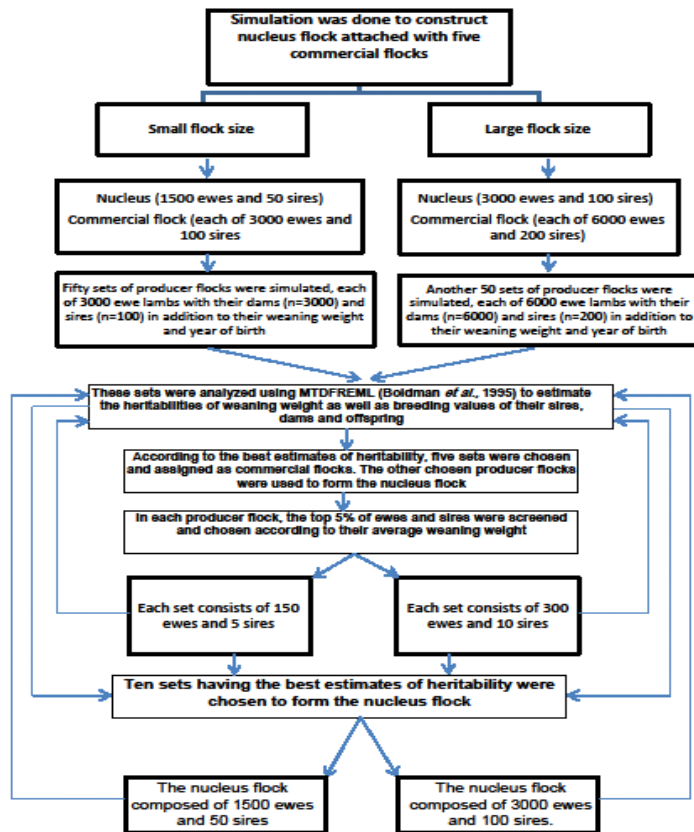 Simulation was done to construct
nucleus flock attached with five
commercial flocks
Small flock size
Large flock size
Nucleus (1500 ewes and 50 sires)
Commercial flock (each of 3000 ewes and
100 sires
Nucleus (3000 ewes and 100 sires)
Commercial flock (each of 6000 ewes
and 200 sires)
Fifty sets of producer flocks were simulated, each
of 3000 ewe lambs with their dams (n=3000) and
sires (n=100) in addition to their weaning weight
and year of birth
Another 50 sets of producer flocks were
simulated, each of 6000 ewe lambs with their
dams (n=6000) and sires (n=200) in addition to
their weaning weight and year of birth
These sets were analyzed using MTDFREML (Boldman et al., 1995) to estimate
the heritabilities of weaning weight as well as breeding values of their sires,
dams and offspring
According to the best estimates of heritability, five sets were chosen
and assigned as commercial flocks. The other chosen producer flocks
were used to form the nucleus flock
In each producer flock, the top 5% of ewes and sires were screened
and chosen according to their average weaning weight
Each set consists of 150
ewes and 5 sires
Each set consists of 300
ewes and 10 sires
Ten sets having the best estimates of heritability were
chosen to form the nucleus flock
The nucleus flock
composed of 1500 ewes
and 50 sires
The nucleus flock
composed of 3000 ewes
and 100 sires.